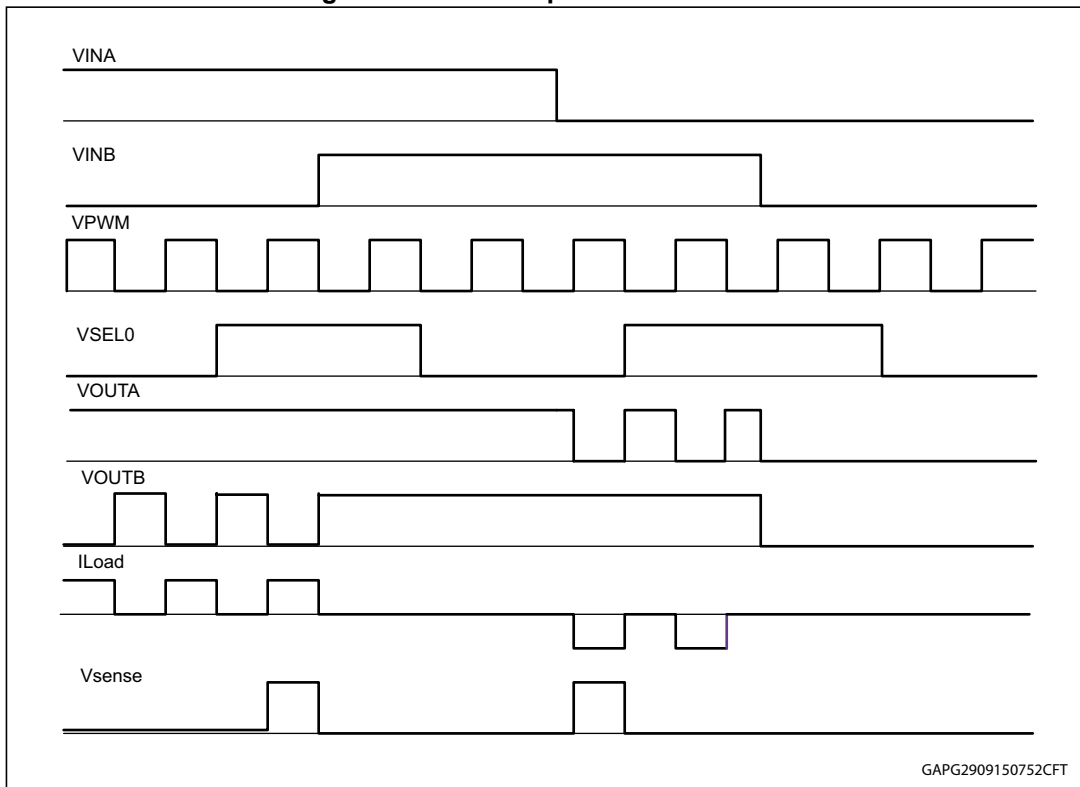 VINA
VINB
VPWM
VSEL0
VOUTA
VOUTB
ILoad
Vsense
GAPG2909150752CFT